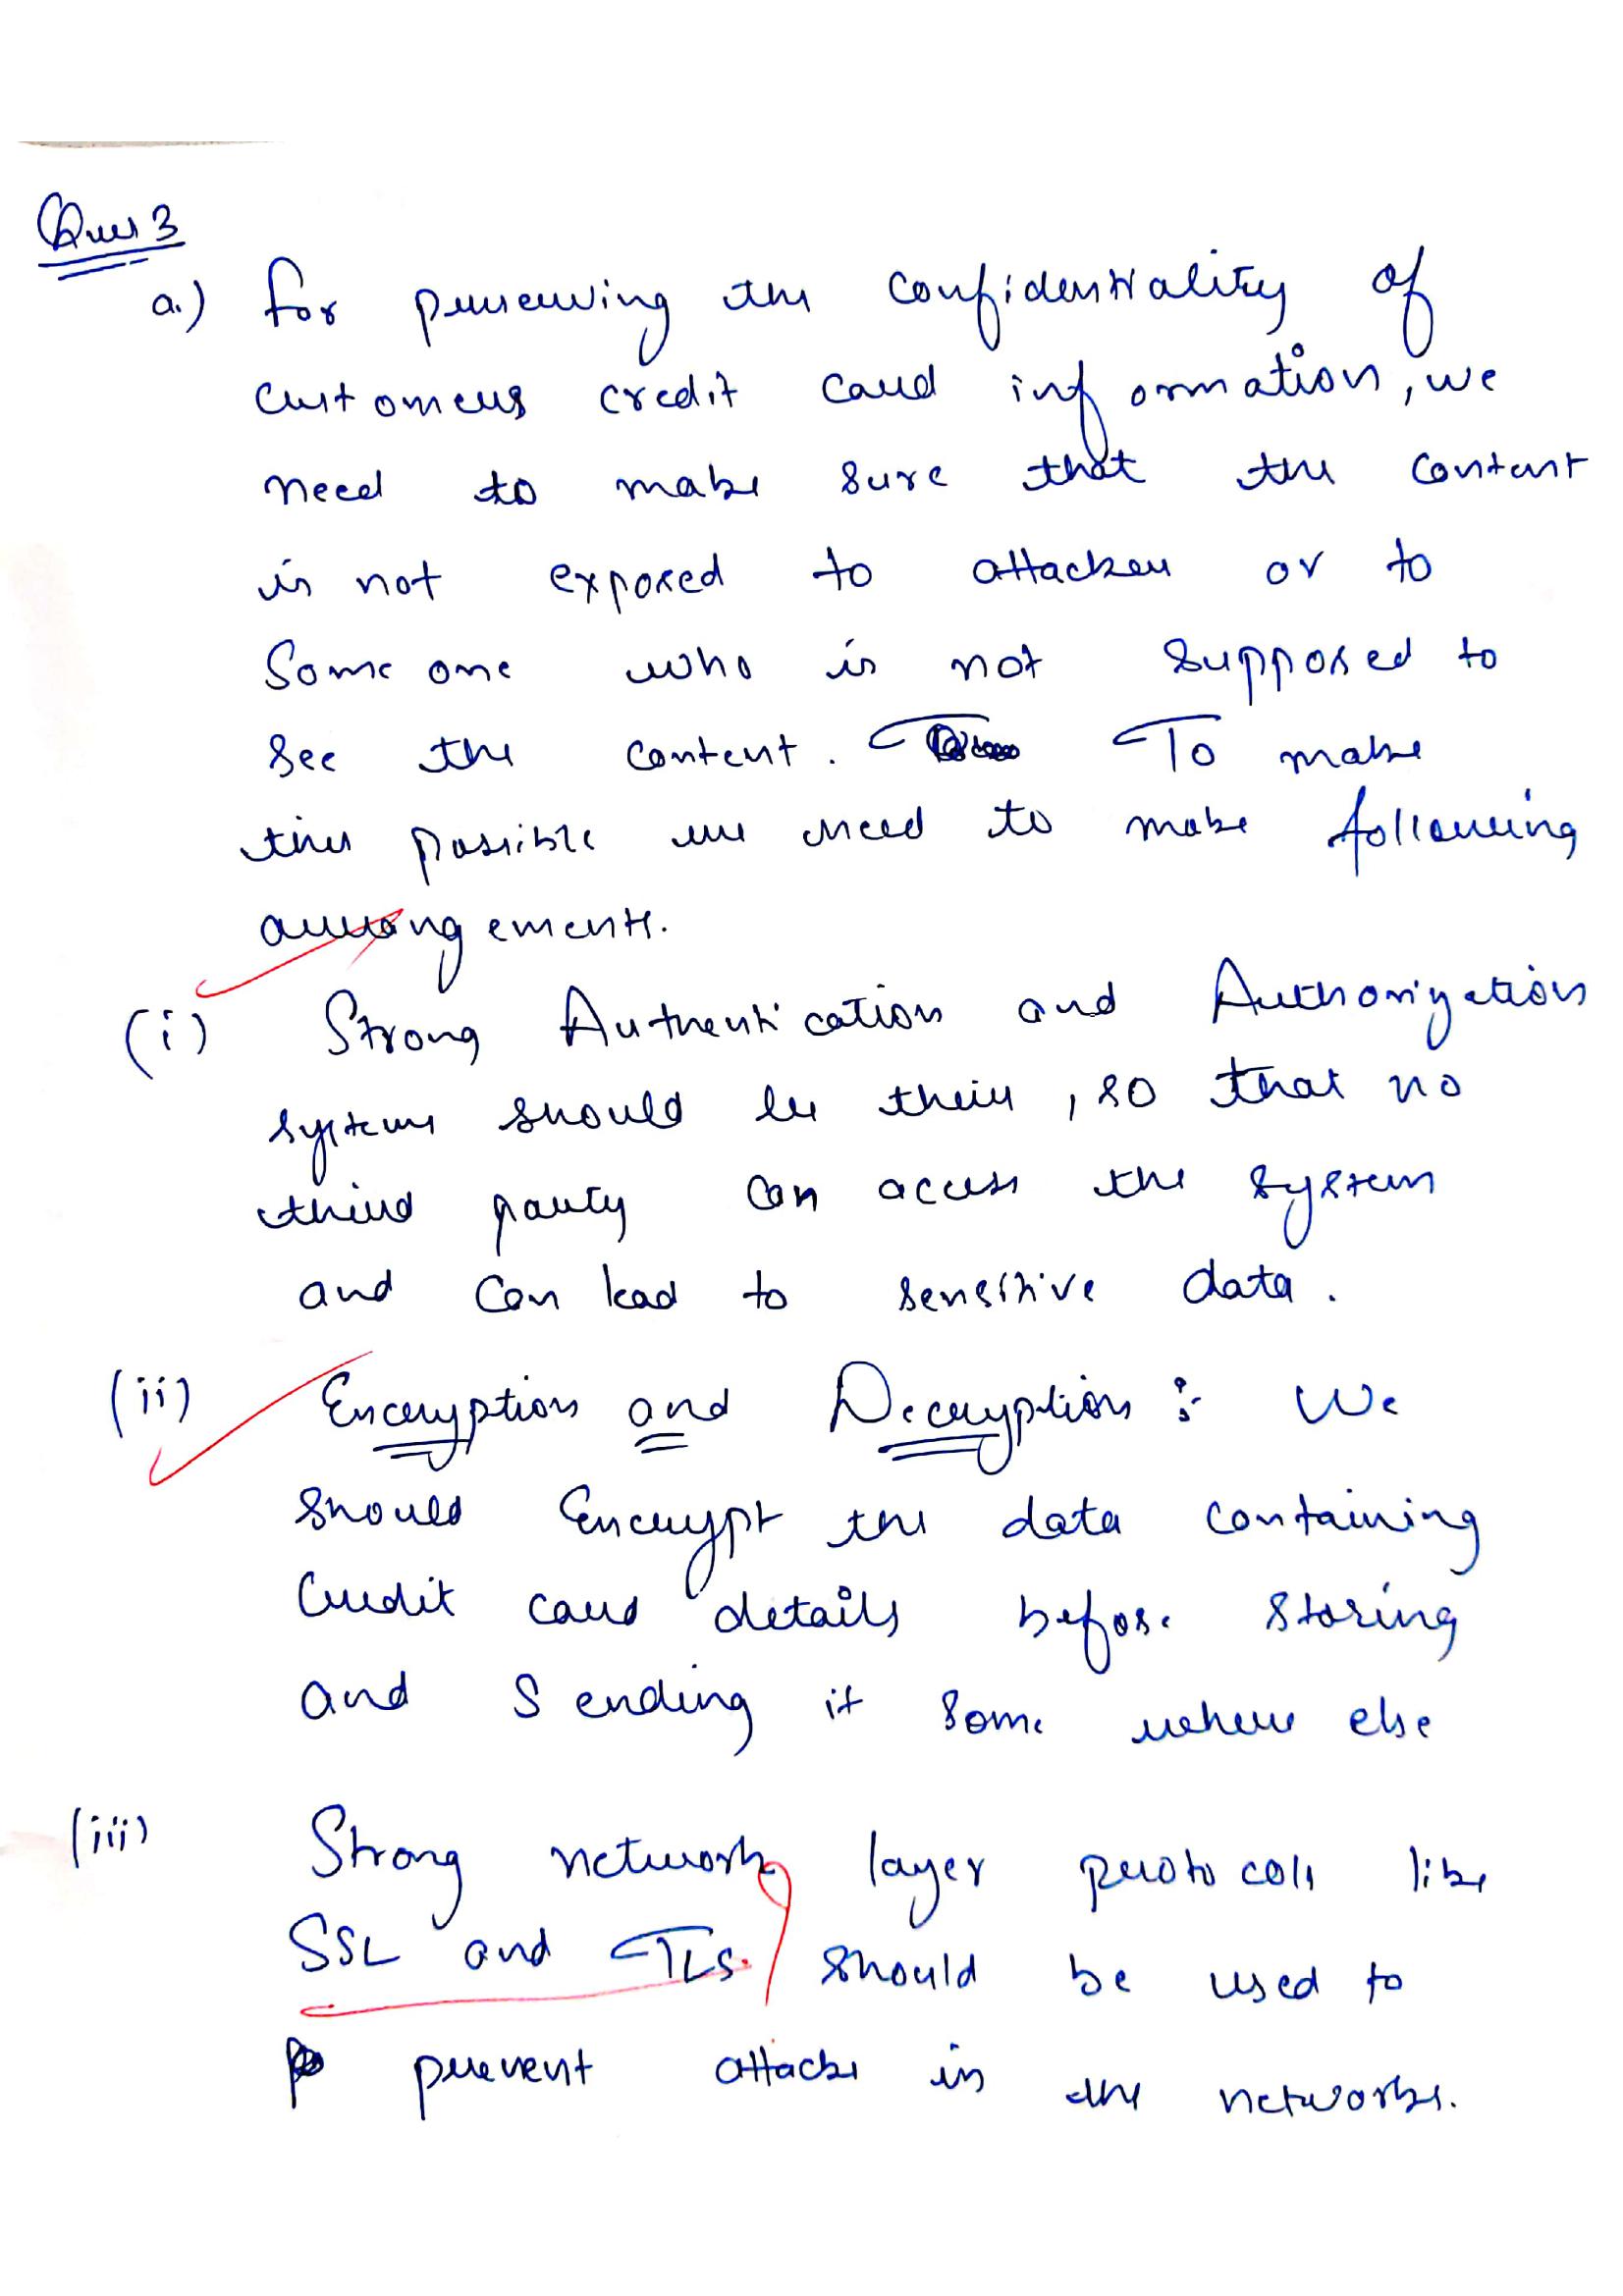 Ques 3
a.) for preserving the confidentiality of
customers credit card information, we
need to make sure that the content
is not exposed to attacker or to
Some one who is not supposed to
see the content. To make
this possible we need to make following
arrangements.
(i) Strong Authentication and Authorization
systems should be their, so that no
third party can access the system
and can lead to sensitive data.
(ii) Encryption and Decryption :- We
should Encrypt the data containing
Credit card details before storing
and Sending it some where else
(iii) Strong network layer protocols like
SSL and TLS. should be used to
prevent attacks in the networks.